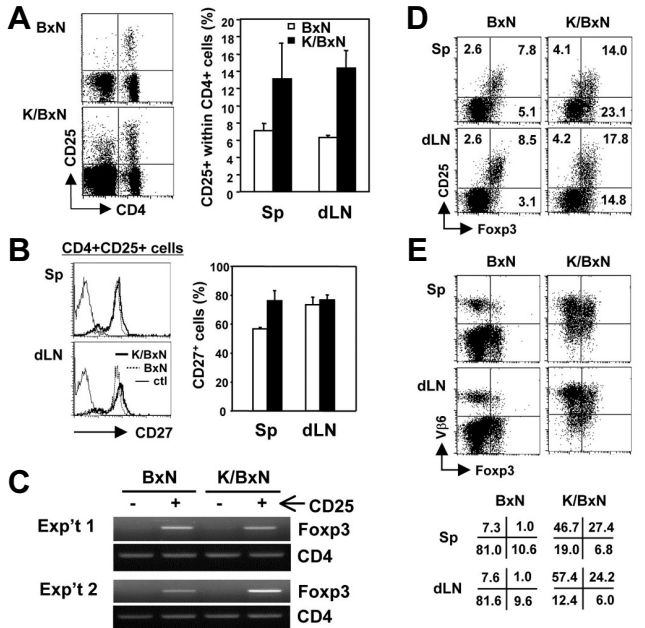 A
BxN
K/BxN
CD25
CD4
CD25+ within CD4+ cells (%)
20
18
16
14
12
10
8
6
4
2
0
BxN
K/BxN
Sp dLN
B
CD4+CD25+ cells
Sp
dLN
K/BxN
BxN
ctl
CD27
CD27+ cells (%)
100
80
60
40
20
0
Sp dLN
C
BxN K/BxN
- + - + CD25
Exp't 1 Foxp3
CD4
Exp't 2 Foxp3
CD4
D
BxN K/BxN
Sp 2.6 7.8 4.1 14.0
5.1 23.1
dLN 2.6 8.5 4.2 17.8
3.1 14.8
CD25
Foxp3
E
BxN K/BxN
Sp
dLN
Vβ6
Foxp3
BxN K/BxN
Sp 7.3 1.0 46.7 27.4
81.0 10.6 19.0 6.8
dLN 7.6 1.0 57.4 24.2
81.6 9.6 12.4 6.0